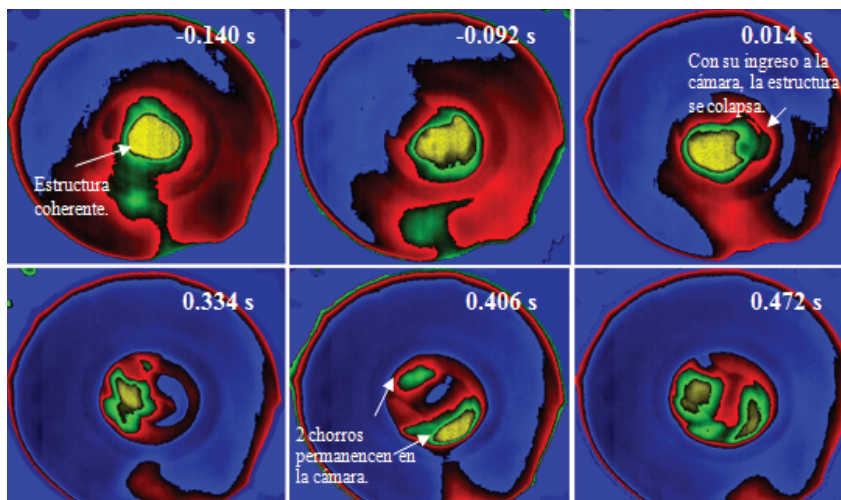 -0.140 s
Estructura
coherente.
-0.092 s
0.014 s
Con su ingreso a la
cámara, la estructura
se colapsa.
0.334 s
0.406 s
2 chorros
permanencen en
la cámara.
0.472 s